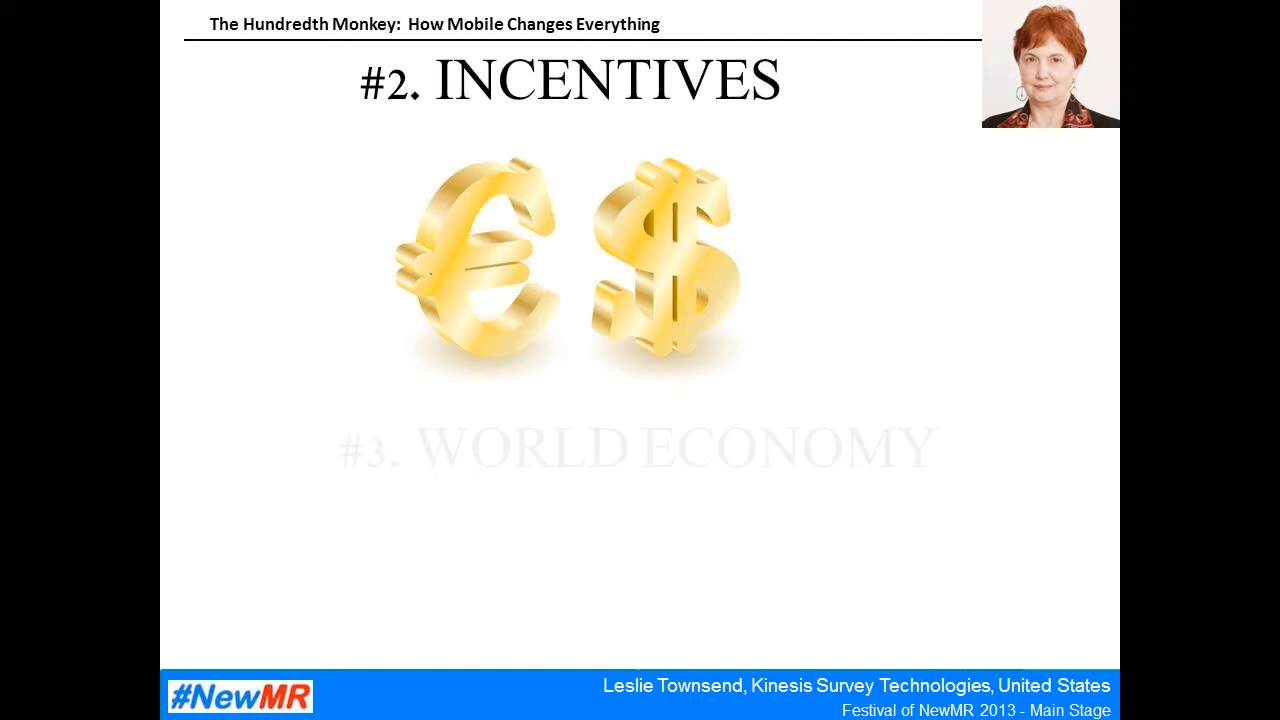 The Hundredth Monkey: How Mobile Changes Everything
#2. INCENTIVES
€ $
#3. WORLD ECONOMY
#NewMR
Leslie Townsend, Kinesis Survey Technologies, United States
Festival of NewMR 2013 - Main Stage